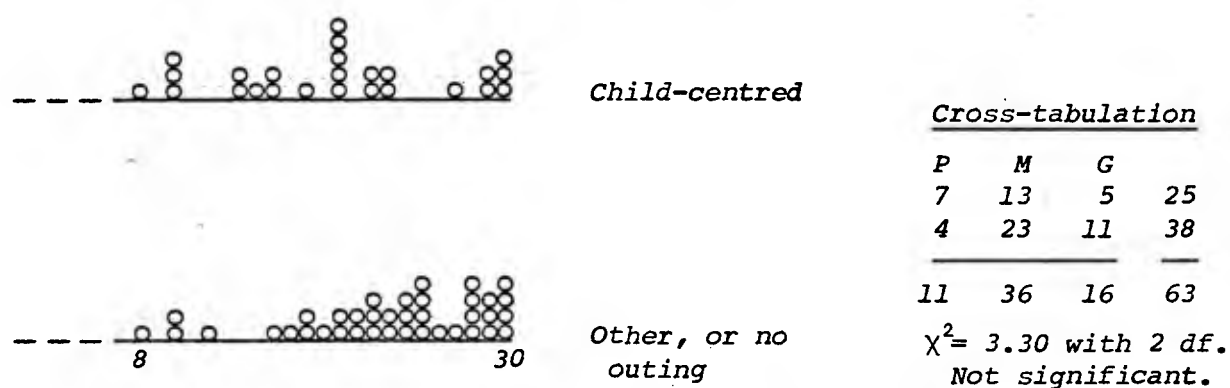 Child-centred
8 30
Other, or no
outing
Cross-tabulation
P M G
7 13 5 25
4 23 11 38
11 36 16 63
χ²= 3.30 with 2 df.
Not significant.